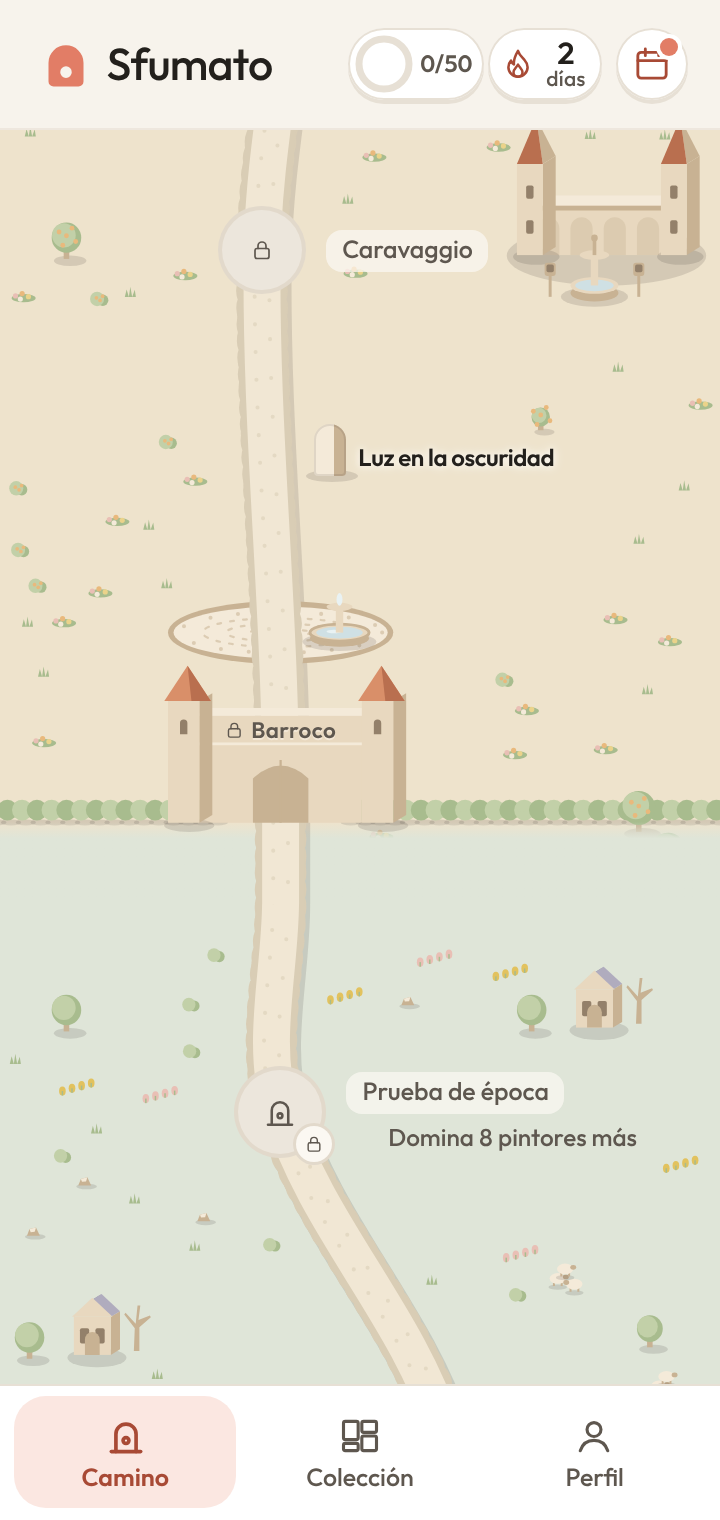 Sfumato
0/50
2
días
Caravaggio
Luz en la oscuridad
Barroco
Prueba de época
Domina 8 pintores más
Camino
Colección
Perfil